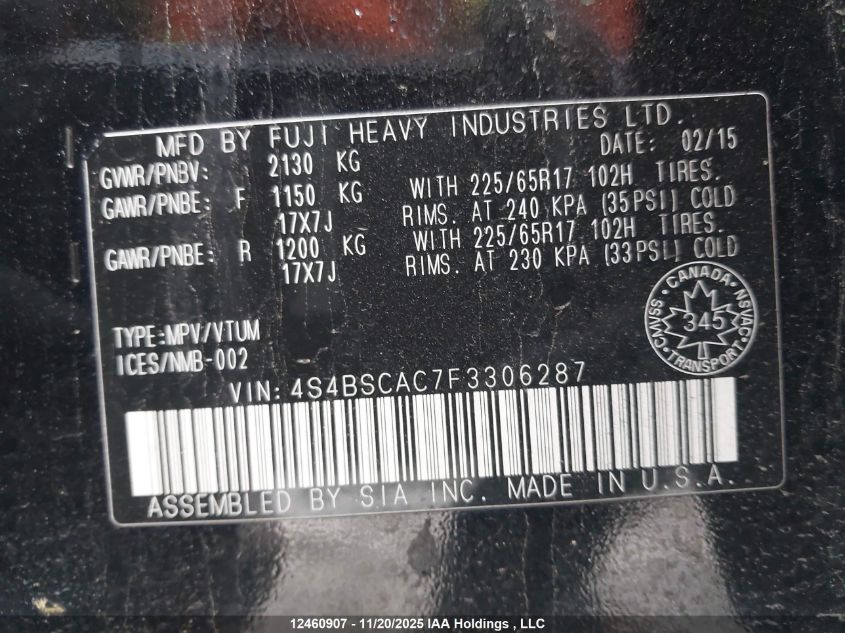 MFD BY FUJI HEAVY INDUSTRIES LTD.
GVWR/PNBV: 2130 KG DATE: 02/15
GAWR/PNBE: F 1150 KG WITH 225/65R17 102H TIRES.
17X7J RIMS. AT 240 KPA (35PSI) COLD
GAWR/PNBE: R 1200 KG WITH 225/65R17 102H TIRES.
17X7J RIMS. AT 230 KPA (33PSI) COLD
CANADA
CMVSS 345 NSVAC
TYPE:MPV/VTUM
ICES/NMB-002
VIN: 4S4BSCAC7F3306287
ASSEMBLED BY SIA INC. MADE IN U.S.A.
12460907 - 11/20/2025 IAA Holdings , LLC